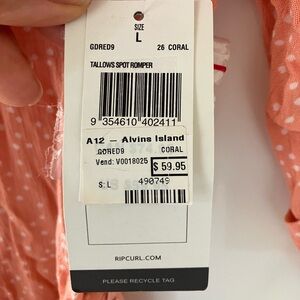 SIZE
L
GDRED9 26 CORAL
TALLOWS SPOT ROMPER
9 354610 402411
A12 — Alvins Island
GORED9 CORAL
Vend: V0018025 $ 59.95
S: L 490749
RIPCURL.COM
PLEASE RECYCLE TAG